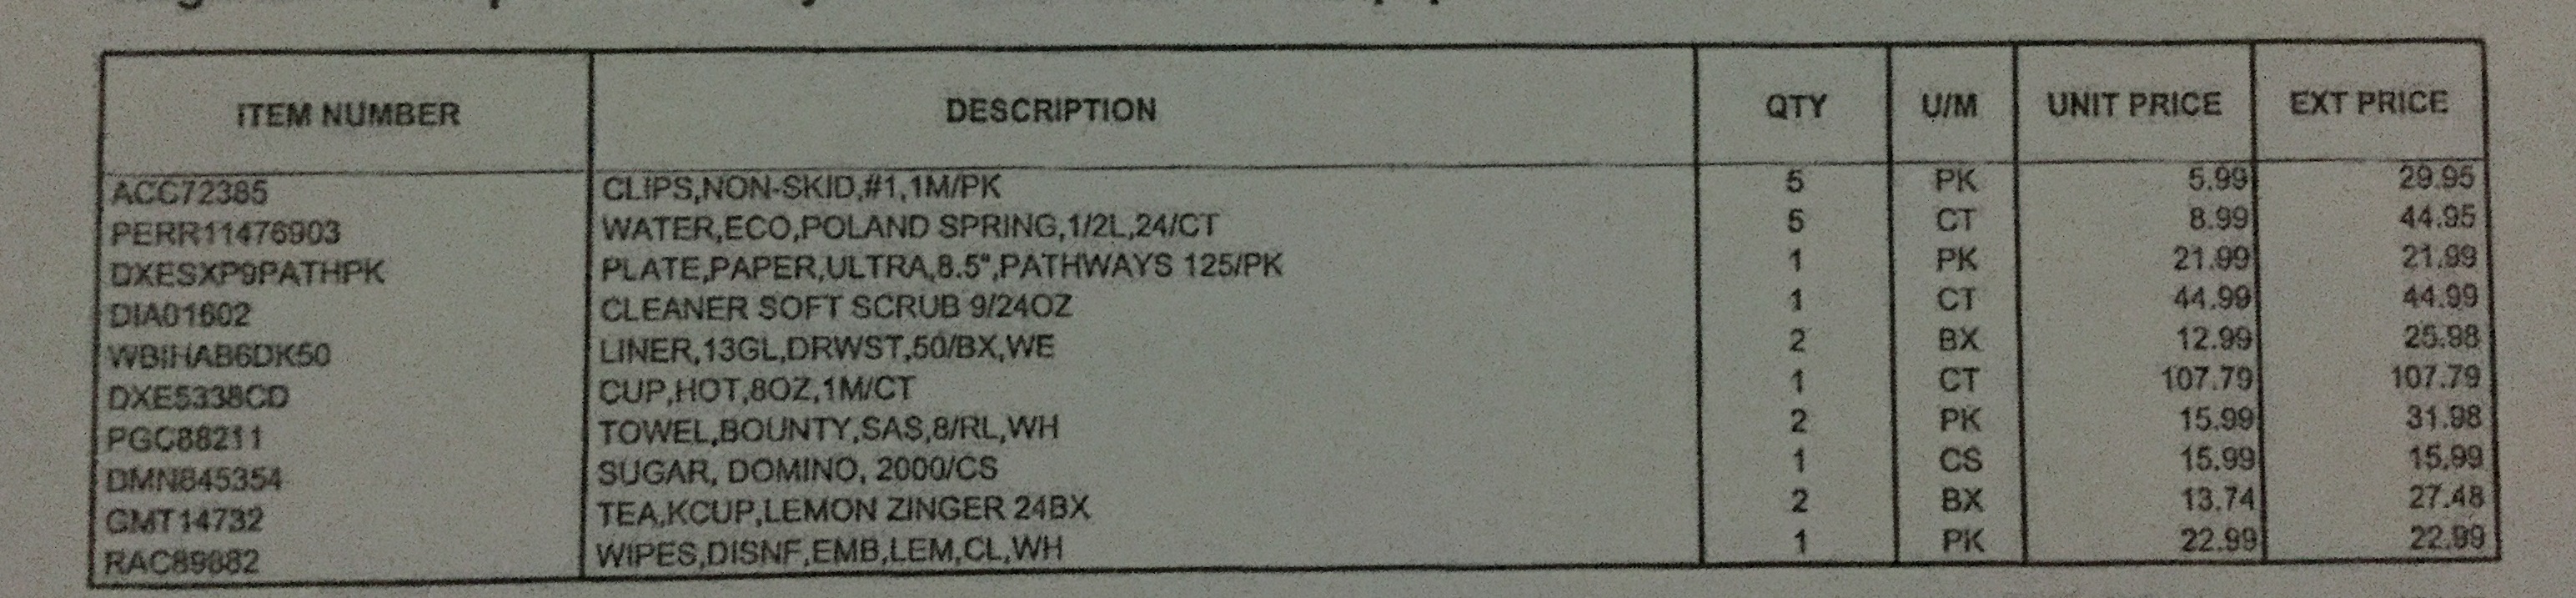 ITEM NUMBER DESCRIPTION QTY U/M UNIT PRICE EXT PRICE
ACC72385 CLIPS,NON-SKID,#1,1M/PK 5 PK 5.99 29.95
PERR11476903 WATER,ECO,POLAND SPRING,1/2L,24/CT 5 CT 8.99 44.95
DXESXP9PATHPK PLATE,PAPER,ULTRA,8.5",PATHWAYS 125/PK 1 PK 21.99 21.99
DIA01602 CLEANER SOFT SCRUB 9/24OZ 1 CT 44.99 44.99
WBIHAB6DK50 LINER,13GL,DRWST,50/BX,WE 2 BX 12.99 25.98
DXE5338CD CUP,HOT,8OZ,1M/CT 1 CT 107.79 107.79
PGC88211 TOWEL,BOUNTY,SAS,8/RL,WH 2 PK 15.99 31.98
DMN845354 SUGAR, DOMINO, 2000/CS 1 CS 15.99 15.99
GMT14732 TEA,KCUP,LEMON ZINGER 24BX 2 BX 13.74 27.48
RAC89882 WIPES,DISNF,EMB,LEM,CL,WH 1 PK 22.99 22.99